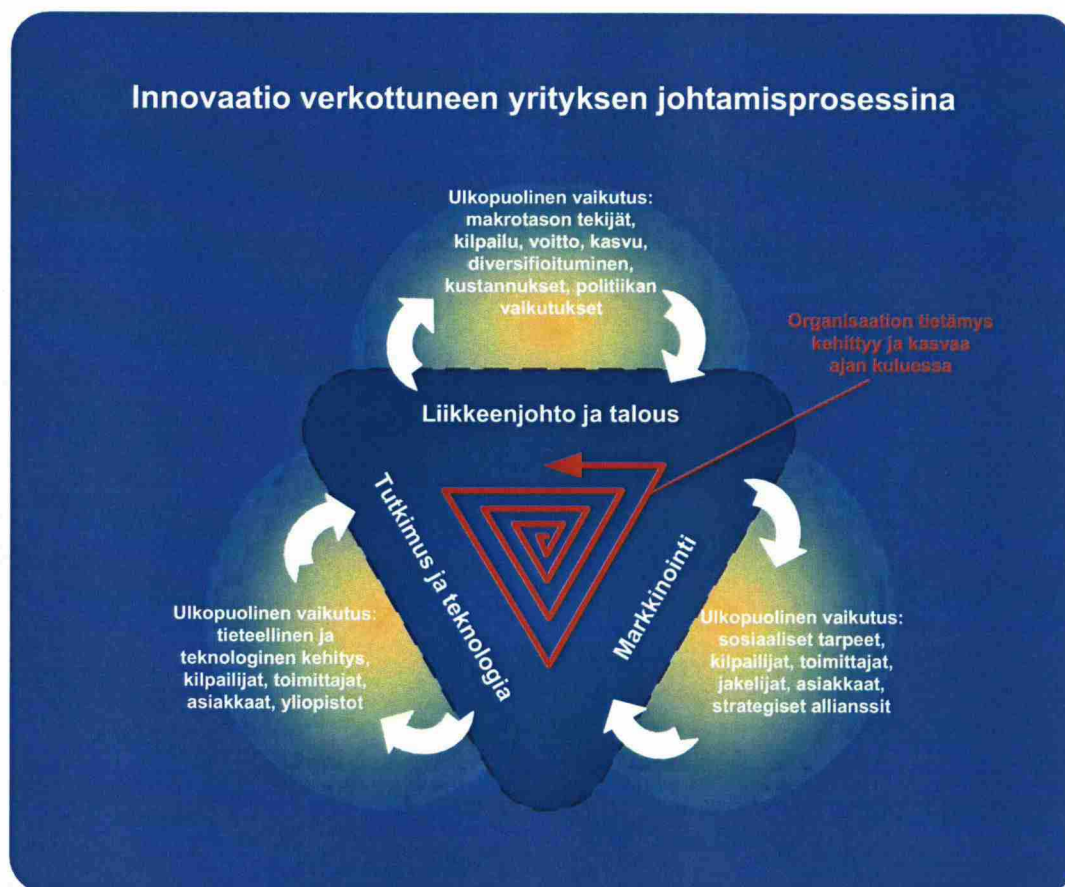 Innovaatio verkottuneen yrityksen johtamisprosessina
Ulkopuolinen vaikutus:
makrotason tekijät,
kilpailu, voitto, kasvu,
diversifioituminen,
kustannukset, politiikan
vaikutukset
Organisaation tietämys
kehittyy ja kasvaa
ajan kuluessa
Liikkeenjohto ja talous
Tutkimus ja teknologia
Markkinointi
Ulkopuolinen vaikutus:
tieteellinen ja
teknologinen kehitys,
kilpailijat, toimittajat,
asiakkaat, yliopistot
Ulkopuolinen vaikutus:
sosiaaliset tarpeet,
kilpailijat, toimittajat,
jakelijat, asiakkaat,
strategiset allianssit